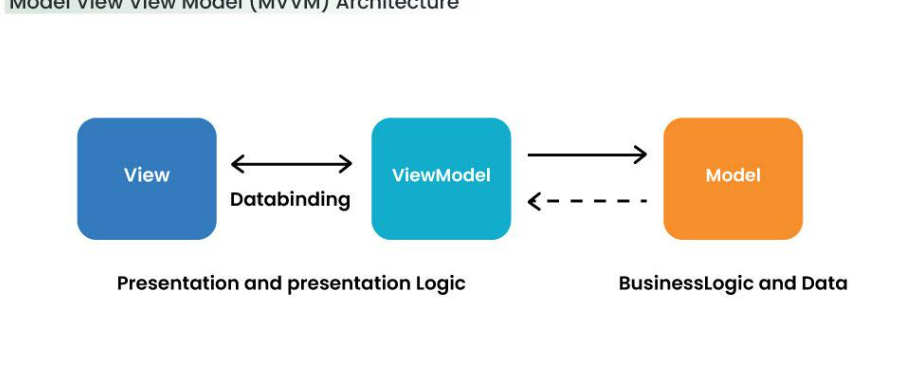 Model View View Model (MVVM) Architecture
View
Databinding
ViewModel
Model
Presentation and presentation Logic
BusinessLogic and Data